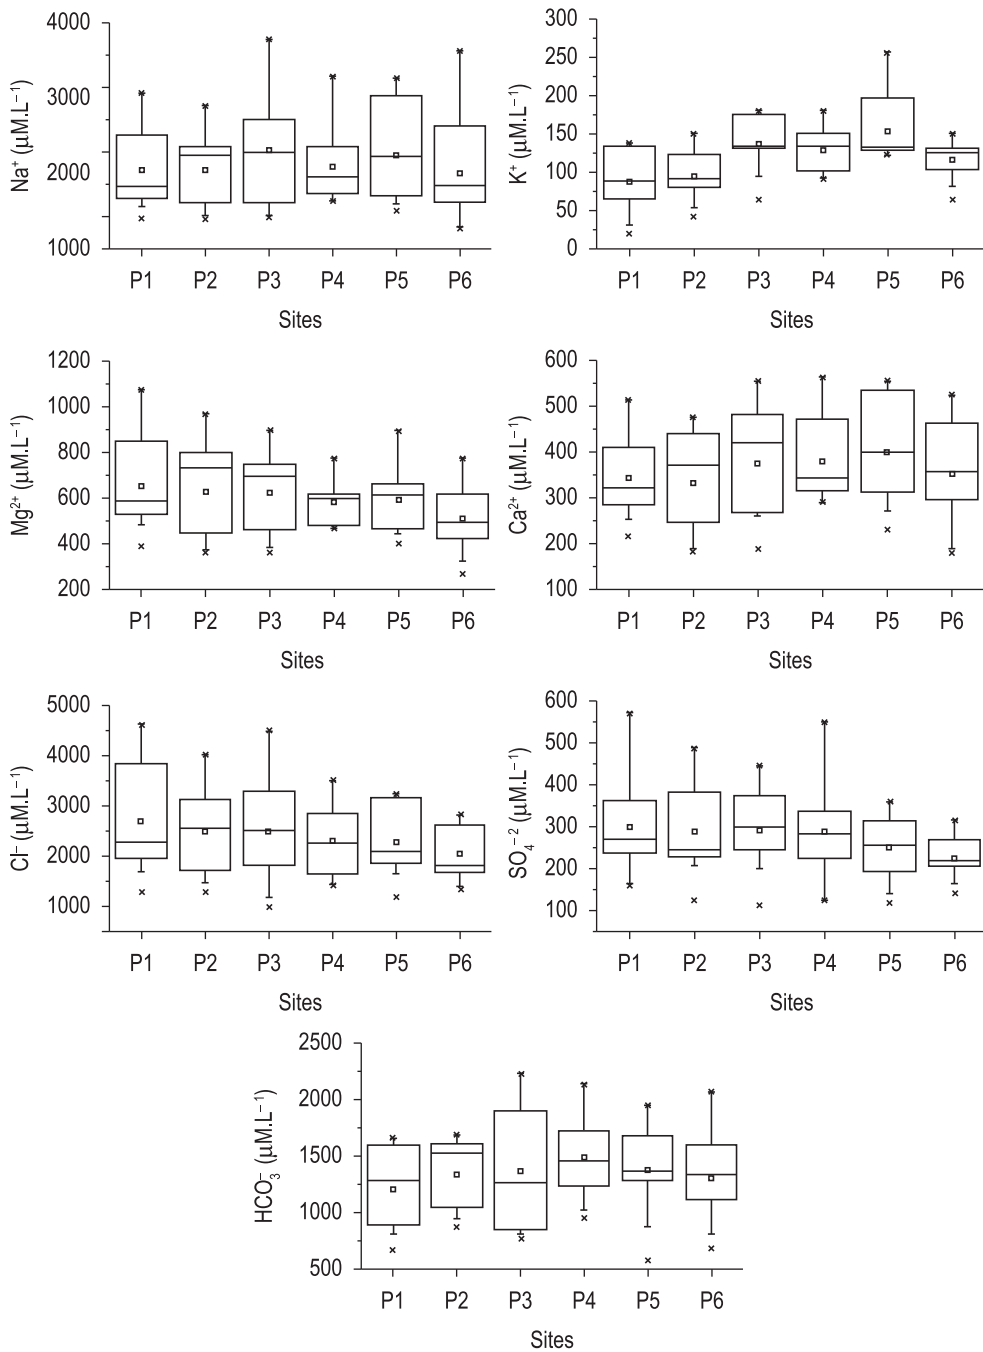 Na⁺ (µM.L⁻¹)
4000
3000
2000
1000
P1 P2 P3 P4 P5 P6
Sites
K⁺ (µM.L⁻¹)
300
250
200
150
100
50
0
P1 P2 P3 P4 P5 P6
Sites
Mg²⁺ (µM.L⁻¹)
1200
1000
800
600
400
200
P1 P2 P3 P4 P5 P6
Sites
Ca²⁺ (µM.L⁻¹)
600
500
400
300
200
100
P1 P2 P3 P4 P5 P6
Sites
Cl⁻ (µM.L⁻¹)
5000
4000
3000
2000
1000
P1 P2 P3 P4 P5 P6
Sites
SO₄⁻² (µM.L⁻¹)
600
500
400
300
200
100
P1 P2 P3 P4 P5 P6
Sites
HCO₃⁻ (µM.L⁻¹)
2500
2000
1500
1000
500
P1 P2 P3 P4 P5 P6
Sites